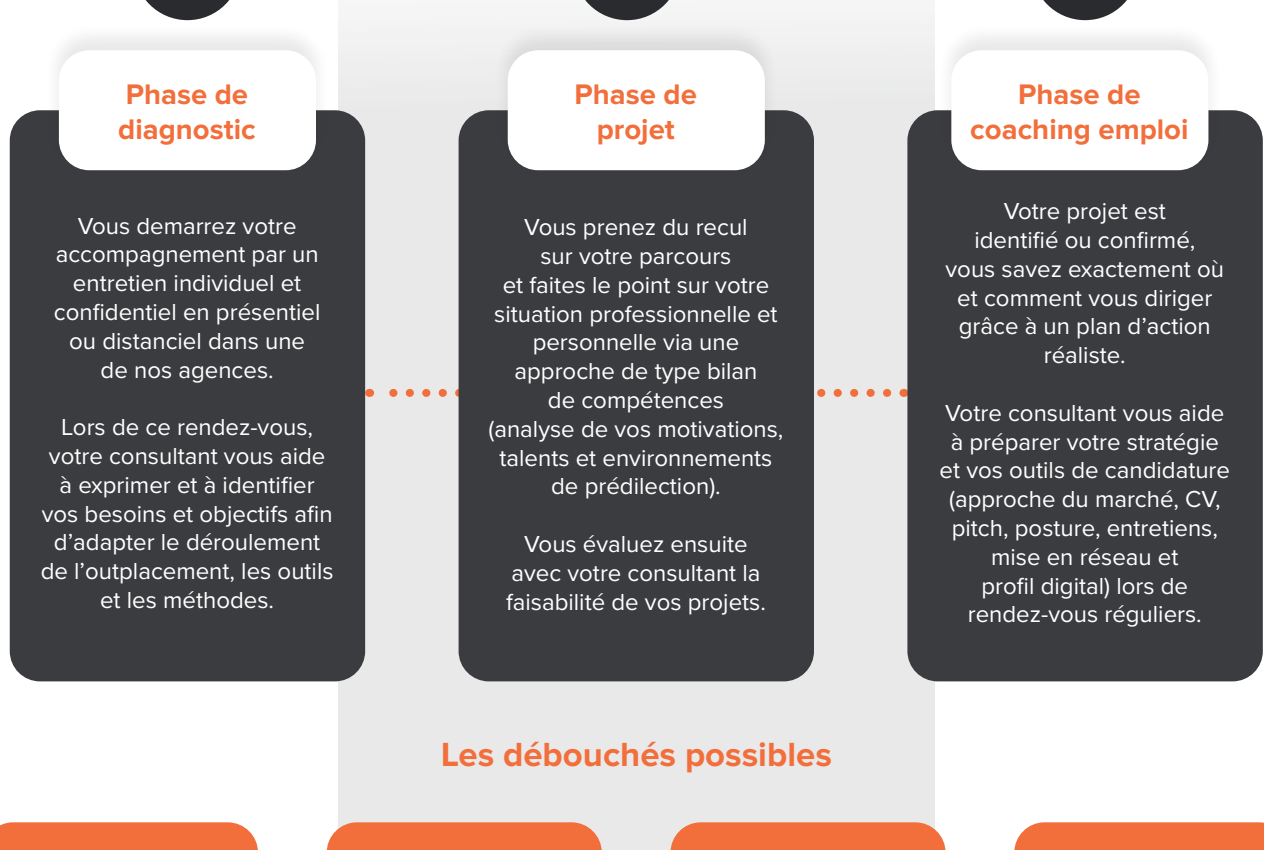 Phase de
diagnostic
Vous demarrez votre
accompagnement par un
entretien individuel et
confidentiel en présentiel
ou distanciel dans une
de nos agences.
Lors de ce rendez-vous,
votre consultant vous aide
à exprimer et à identifier
vos besoins et objectifs afin
d’adapter le déroulement
de l’outplacement, les outils
et les méthodes.
Phase de
projet
Vous prenez du recul
sur votre parcours
et faites le point sur votre
situation professionnelle et
personnelle via une
approche de type bilan
de compétences
(analyse de vos motivations,
talents et environnements
de prédilection).
Vous évaluez ensuite
avec votre consultant la
faisabilité de vos projets.
Phase de
coaching emploi
Votre projet est
identifié ou confirmé,
vous savez exactement où
et comment vous diriger
grâce à un plan d’action
réaliste.
Votre consultant vous aide
à préparer votre stratégie
et vos outils de candidature
(approche du marché, CV,
pitch, posture, entretiens,
mise en réseau et
profil digital) lors de
rendez-vous réguliers.
Les débouchés possibles